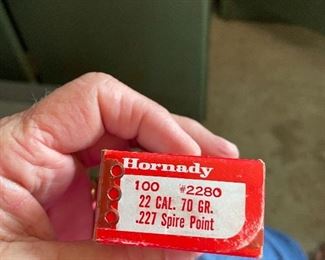 Hornady
100 #2280
22 CAL. 70 GR.
.227 Spire Point